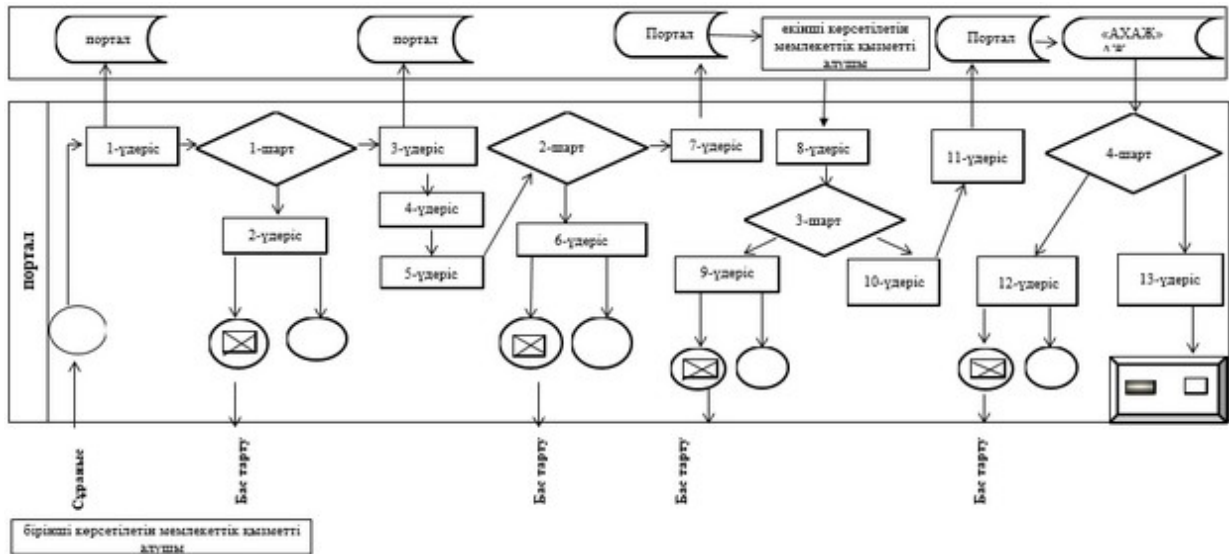 портал
портал
Портал
екінші көрсетілетін
мемлекеттік қызметті
алушы
Портал
«АХАЖ»
портал
1-үдеріс
1-шарт
3-үдеріс
2-шарт
7-үдеріс
8-үдеріс
11-үдеріс
4-шарт
4-үдеріс
3-шарт
2-үдеріс
6-үдеріс
5-үдеріс
9-үдеріс
10-үдеріс
12-үдеріс
13-үдеріс
Сұраныс
Бас тарту
Бас тарту
Бас тарту
Бас тарту
бірінші көрсетілетін мемлекеттік қызметті
алушы